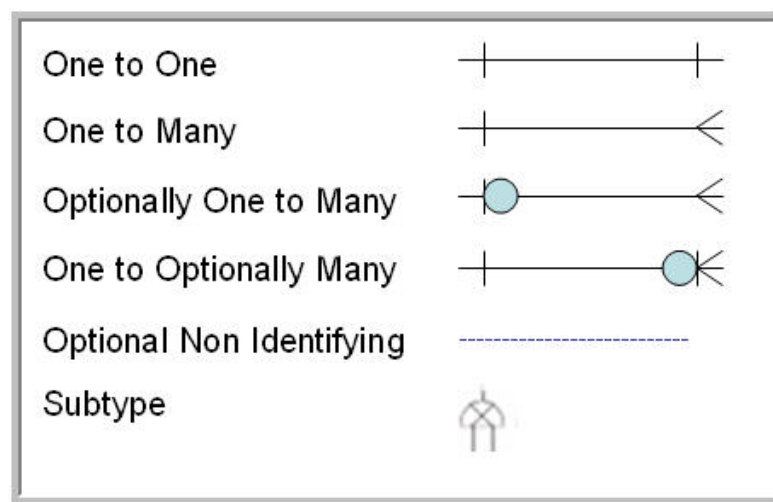 One to One
One to Many
Optionally One to Many
One to Optionally Many
Optional Non Identifying
Subtype